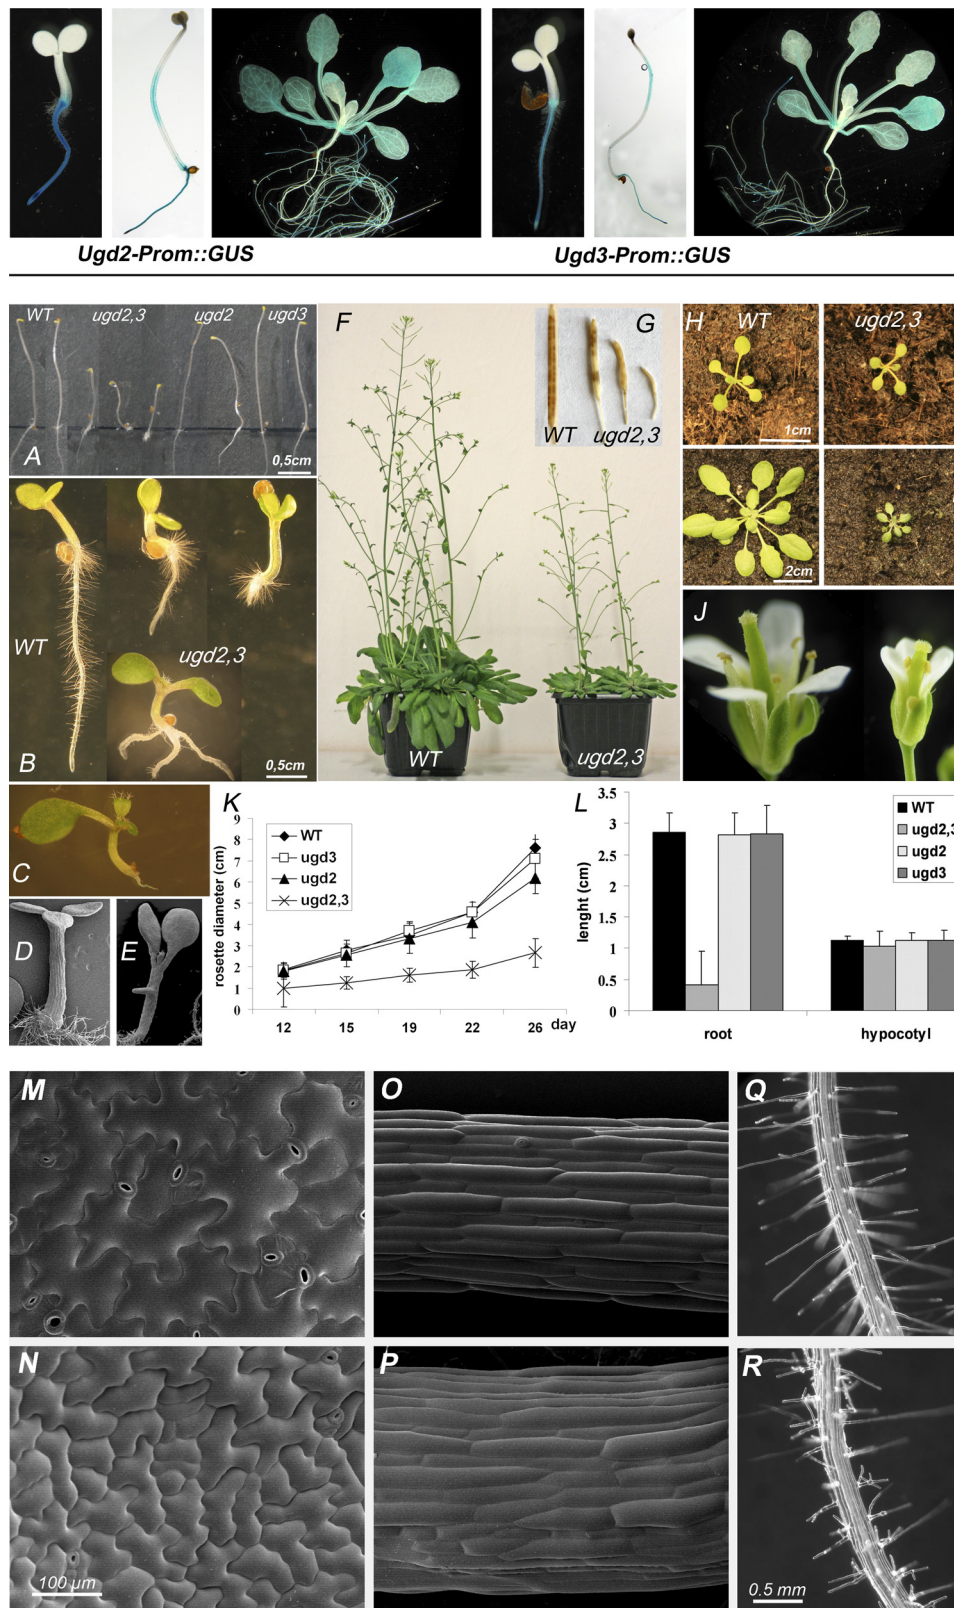 Ugd2-Prom::GUS
Ugd3-Prom::GUS
WT ugd2,3 ugd2 ugd3
A
0,5cm
B
WT
ugd2,3
0,5cm
C
D
E
F
WT
ugd2,3
G
WT ugd2,3
H
WT
ugd2,3
1cm
2cm
J
K
rosette diameter (cm)
9
8
7
6
5
4
3
2
1
0
WT
ugd3
ugd2
ugd2,3
12 15 19 22 26 day
L
lenght (cm)
3.5
3
2.5
2
1.5
1
0.5
0
WT
ugd2,3
ugd2
ugd3
root hypocotyl
M
O
Q
N
P
R
100 µm
0.5 mm